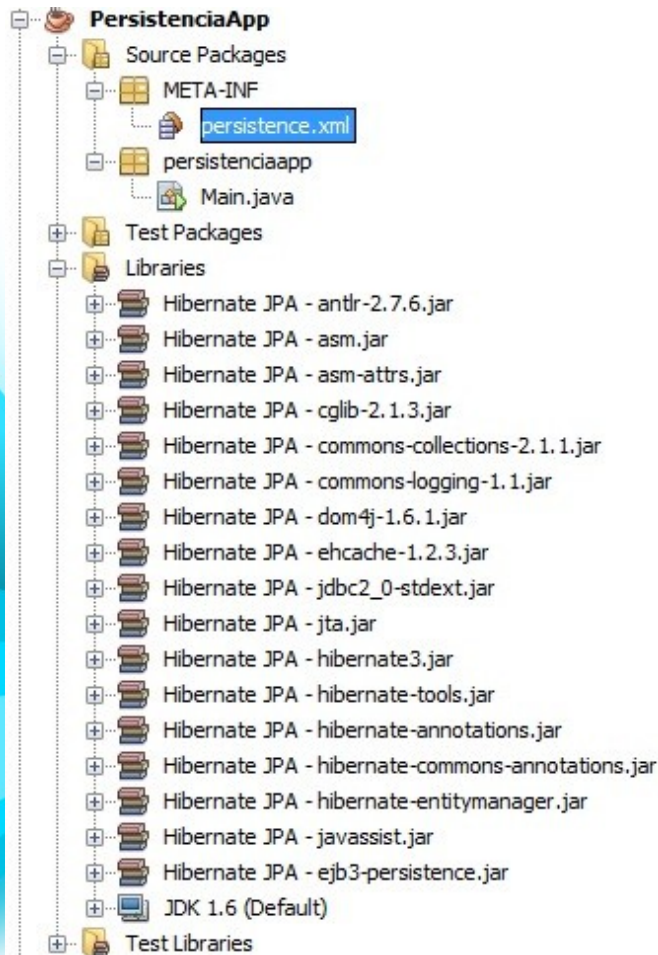 PersistenciaApp
Source Packages
META-INF
persistence.xml
persistenciaapp
Main.java
Test Packages
Libraries
Hibernate JPA - antlr-2.7.6.jar
Hibernate JPA - asm.jar
Hibernate JPA - asm-attrs.jar
Hibernate JPA - cglib-2.1.3.jar
Hibernate JPA - commons-collections-2.1.1.jar
Hibernate JPA - commons-logging-1.1.jar
Hibernate JPA - dom4j-1.6.1.jar
Hibernate JPA - ehcache-1.2.3.jar
Hibernate JPA - jdbc2_0-stdext.jar
Hibernate JPA - jta.jar
Hibernate JPA - hibernate3.jar
Hibernate JPA - hibernate-tools.jar
Hibernate JPA - hibernate-annotations.jar
Hibernate JPA - hibernate-commons-annotations.jar
Hibernate JPA - hibernate-entitymanager.jar
Hibernate JPA - javassist.jar
Hibernate JPA - ejb3-persistence.jar
JDK 1.6 (Default)
Test Libraries